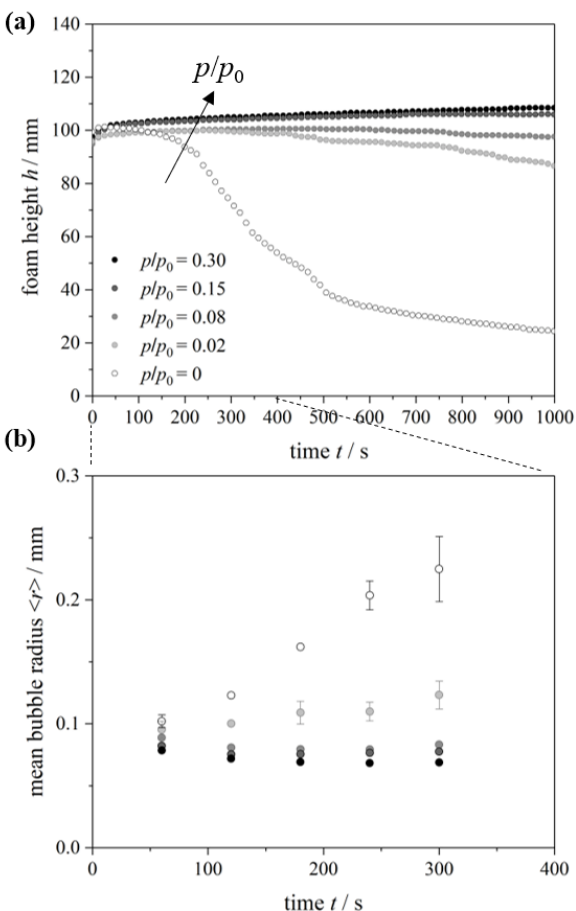 (a)
140
120
100
80
60
40
20
0
foam height h / mm
p/p₀
p/p₀ = 0.30
p/p₀ = 0.15
p/p₀ = 0.08
p/p₀ = 0.02
p/p₀ = 0
0 100 200 300 400 500 600 700 800 900 1000
time t / s
(b)
0.3
0.2
0.1
0.0
mean bubble radius <r> / mm
0 100 200 300 400
time t / s